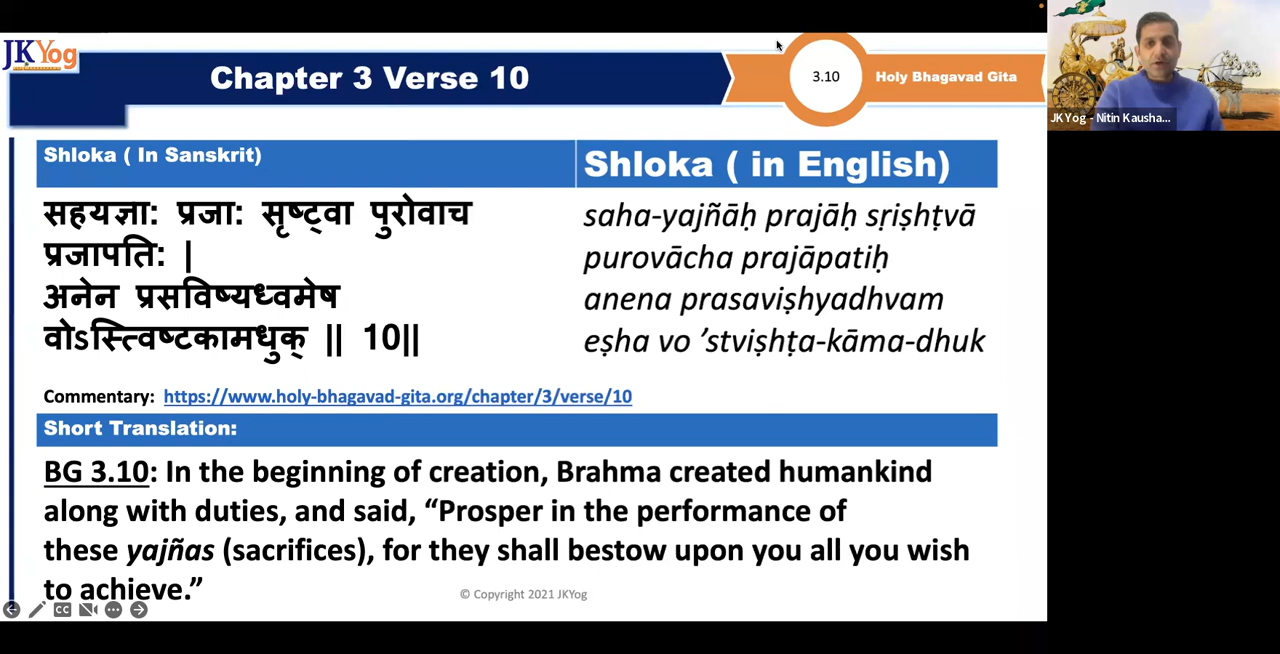 JKYog
Chapter 3 Verse 10
3.10
Holy Bhagavad Gita
JKYog - Nitin Kausha...
Shloka ( In Sanskrit)
Shloka ( in English)
सहयज्ञा: प्रजा: सृष्ट्वा पुरोवाच
प्रजापति: |
अनेन प्रसविष्यध्वमेष
वोऽस्त्विष्टकामधुक् || 10||
saha-yajñāḥ prajāḥ sṛiṣhṭvā
purovācha prajāpatiḥ
anena prasaviṣhyadhvam
eṣha vo ’stviṣhṭa-kāma-dhuk
Commentary: https://www.holy-bhagavad-gita.org/chapter/3/verse/10
Short Translation:
BG 3.10: In the beginning of creation, Brahma created humankind
along with duties, and said, “Prosper in the performance of
these yajñas (sacrifices), for they shall bestow upon you all you wish
to achieve.”
© Copyright 2021 JKYog
CC